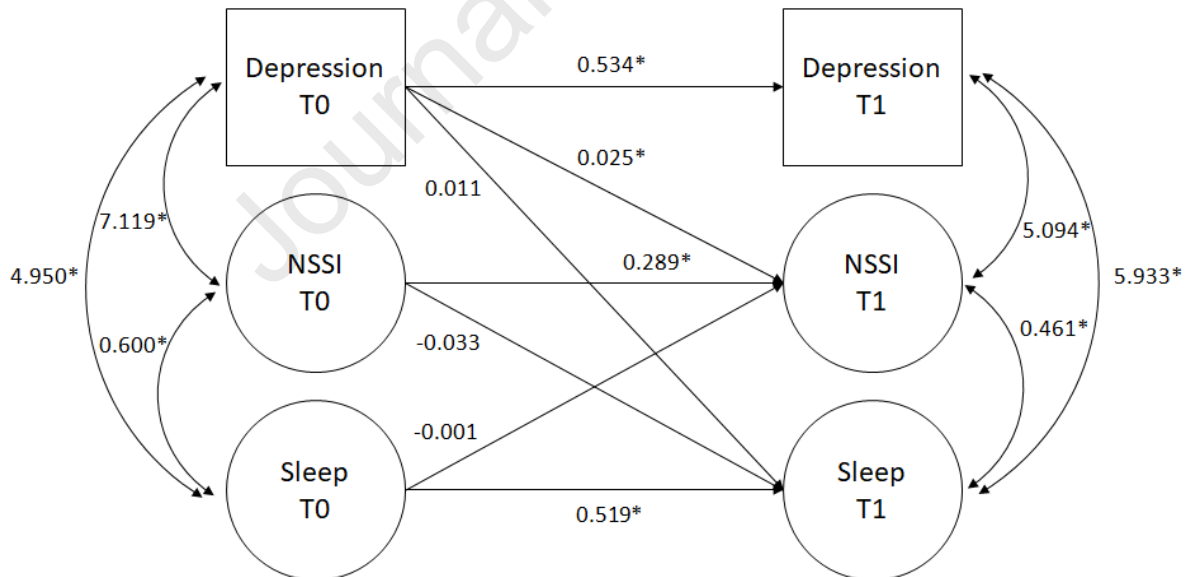 Journal
Depression
T0
0.534*
Depression
T1
0.025*
0.011
7.119*
5.094*
4.950*
NSSI
T0
0.289*
NSSI
T1
5.933*
0.600*
-0.033
0.461*
-0.001
Sleep
T0
0.519*
Sleep
T1